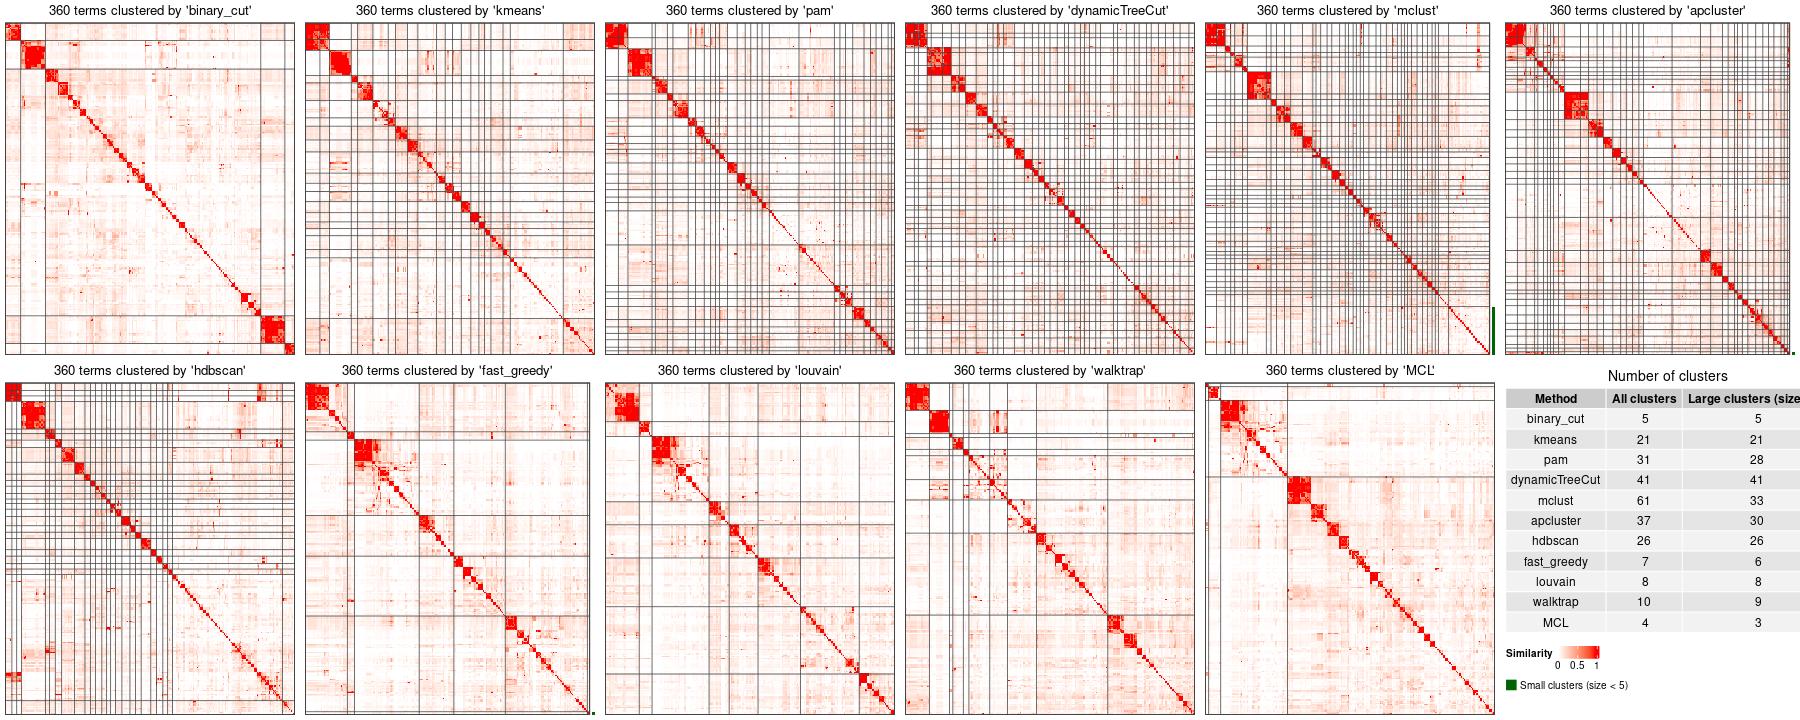 360 terms clustered by 'binary_cut'
360 terms clustered by 'kmeans'
360 terms clustered by 'pam'
360 terms clustered by 'dynamicTreeCut'
360 terms clustered by 'mclust'
360 terms clustered by 'apcluster'
360 terms clustered by 'hdbscan'
360 terms clustered by 'fast_greedy'
360 terms clustered by 'louvain'
360 terms clustered by 'walktrap'
360 terms clustered by 'MCL'
Number of clusters
Method All clusters Large clusters (size
binary_cut 5 5
kmeans 21 21
pam 31 28
dynamicTreeCut 41 41
mclust 61 33
apcluster 37 30
hdbscan 26 26
fast_greedy 7 6
louvain 8 8
walktrap 10 9
MCL 4 3
Similarity
0 0.5 1
Small clusters (size < 5)